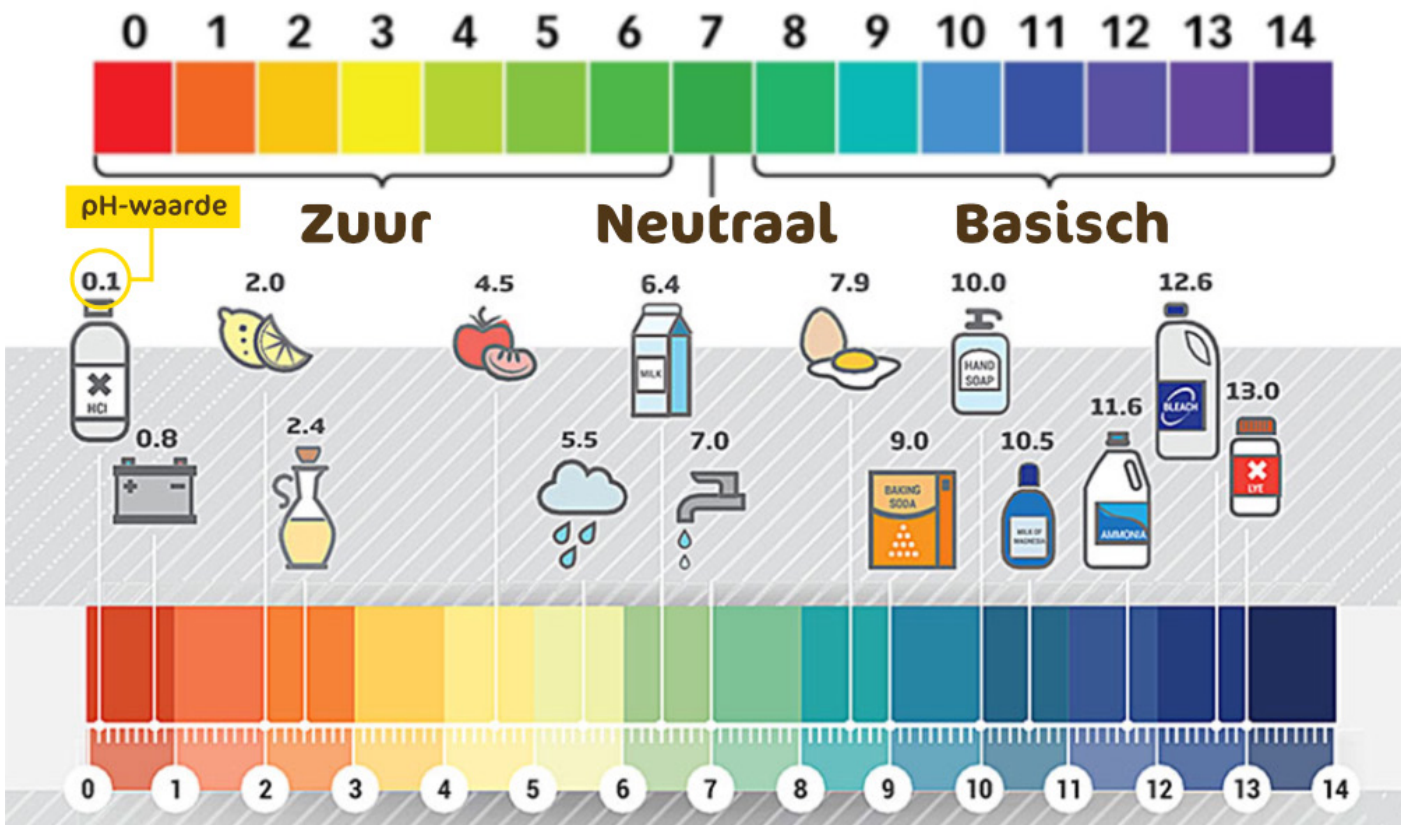 0 1 2 3 4 5 6 7 8 9 10 11 12 13 14
pH-waarde
Zuur Neutraal Basisch
0.1 2.0 4.5 6.4 7.9 10.0 12.6
HCl
MILK
HAND
SOAP
BLEACH
0.8 2.4 5.5 7.0 9.0 10.5 11.6 13.0
+ −
BAKING
SODA
MILK OF
MAGNESIA
AMMONIA
LYE
0 1 2 3 4 5 6 7 8 9 10 11 12 13 14